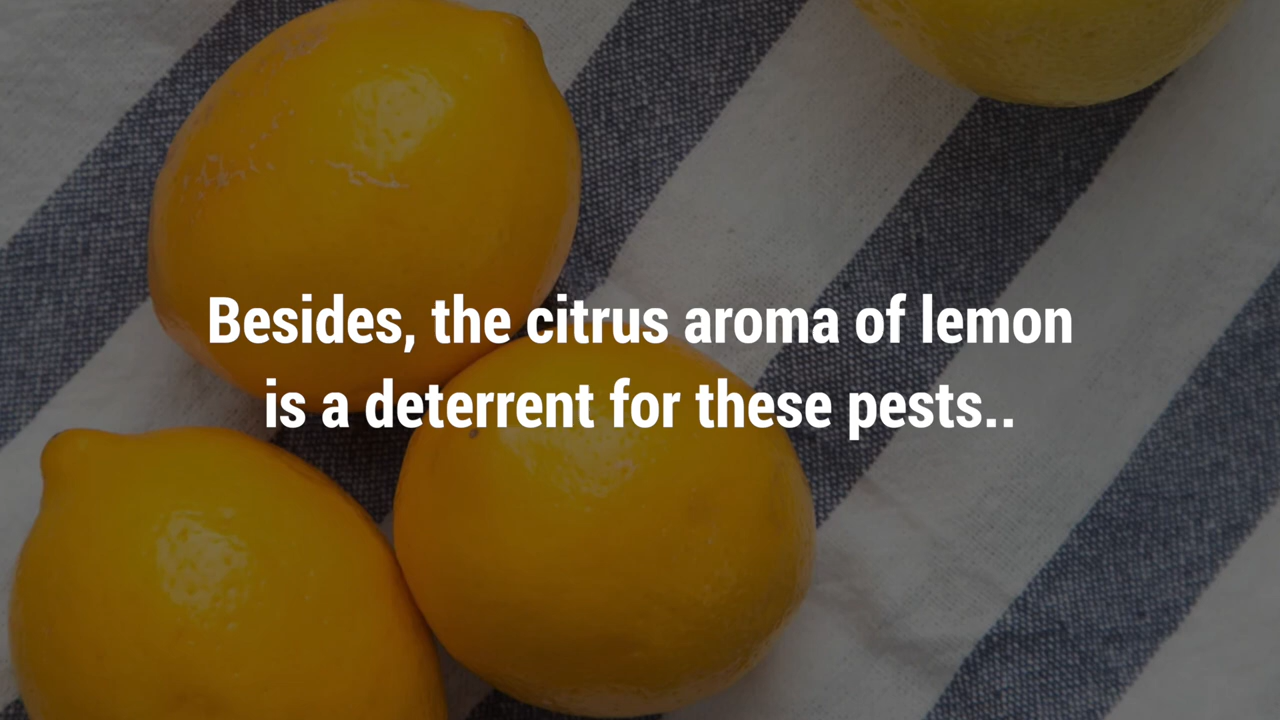 Besides, the citrus aroma of lemon
is a deterrent for these pests..